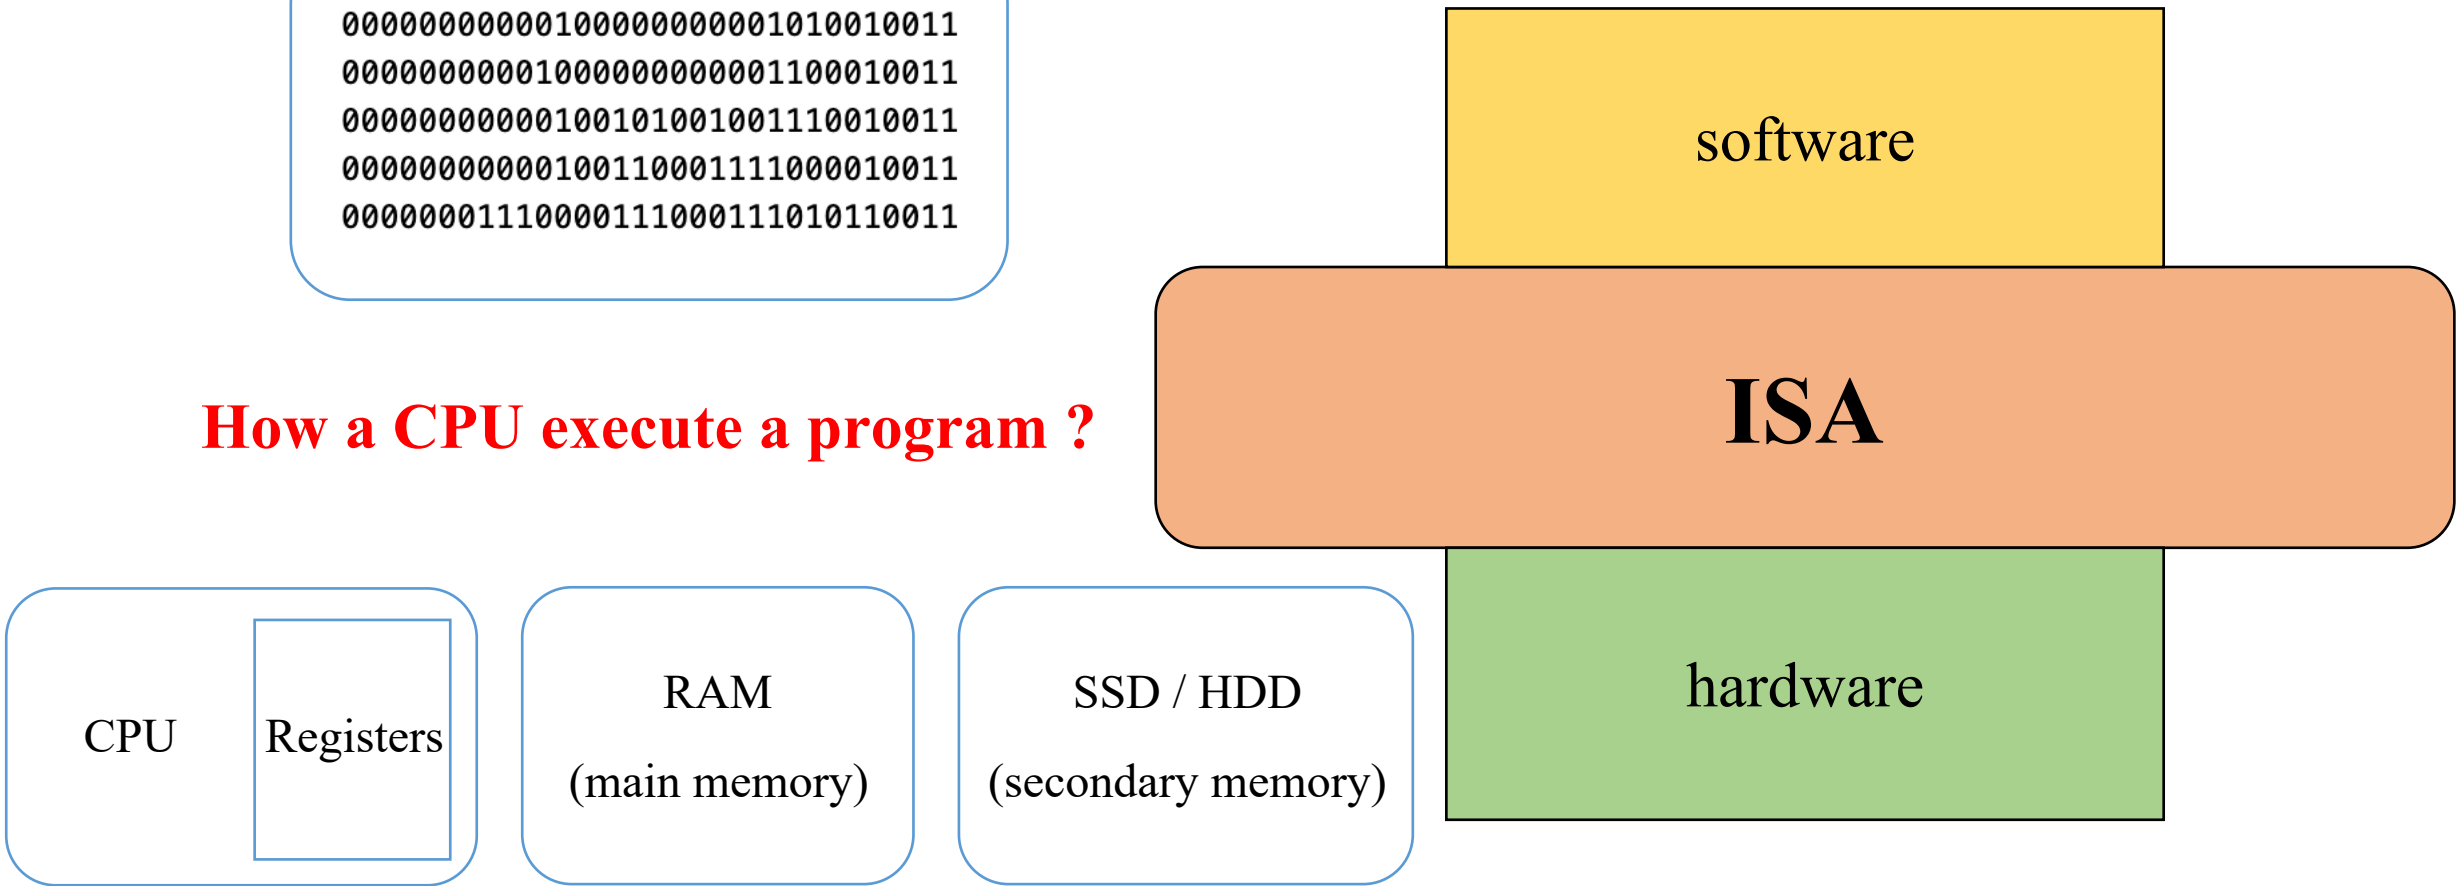 00000000000100000000001010010011
00000000001000000000001100010011
00000000000100101001001110010011
00000000000100110001111000010011
00000001110000111000111010110011
software
ISA
How a CPU execute a program ?
hardware
CPU
Registers
RAM
(main memory)
SSD / HDD
(secondary memory)